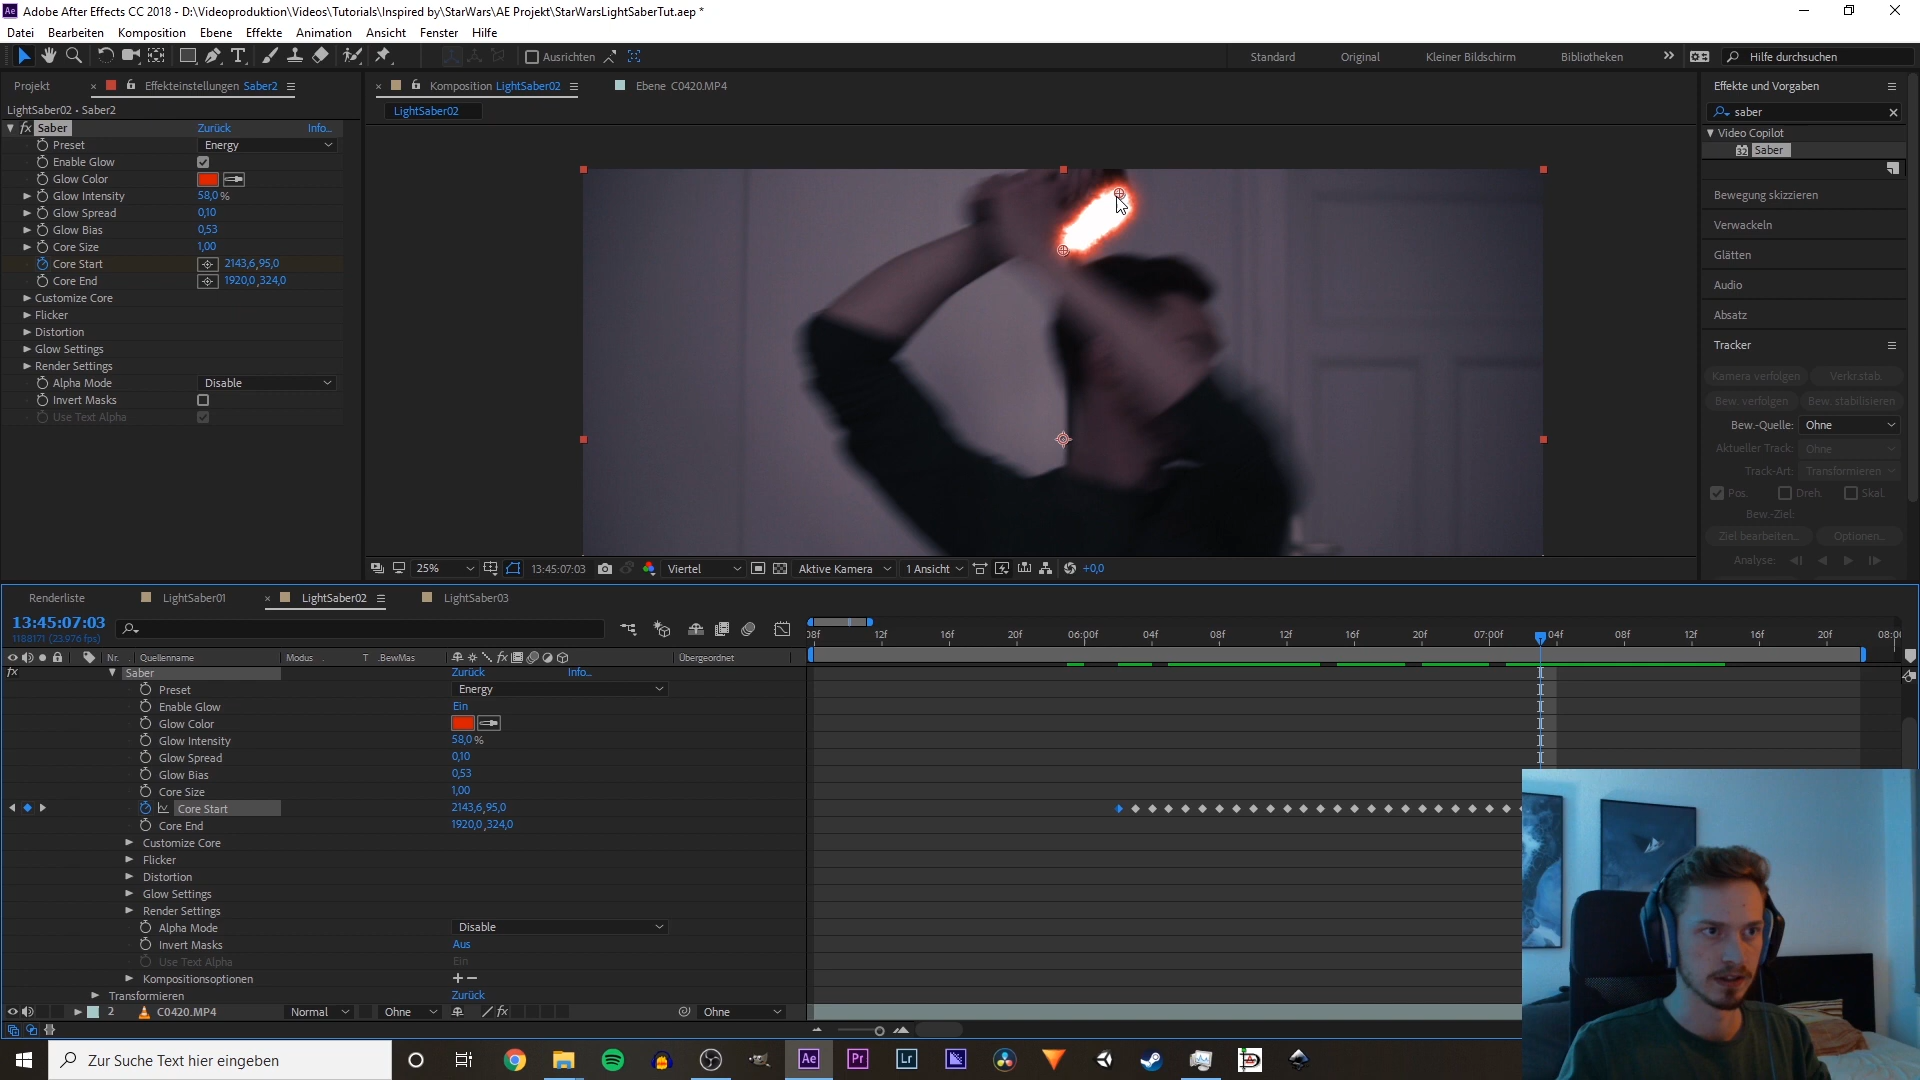 Adobe After Effects CC 2018 - D:\Videoproduktion\Videos\Tutorials\Inspired by\StarWars\AE Projekt\StarWarsLightSaberTut.aep *
Datei Bearbeiten Komposition Ebene Effekte Animation Ansicht Fenster Hilfe
Ausrichten Standard Original Kleiner Bildschirm Bibliotheken Hilfe durchsuchen
Projekt Effekteinstellungen Saber2
LightSaber02 • Saber2
fx Saber Zurück Info...
Preset Energy
Enable Glow
Glow Color
Glow Intensity 58,0 %
Glow Spread 0,10
Glow Bias 0,53
Core Size 1,00
Core Start 2143,6,95,0
Core End 1920,0,324,0
Customize Core
Flicker
Distortion
Glow Settings
Render Settings
Alpha Mode Disable
Invert Masks
Use Text Alpha
Komposition LightSaber02 Ebene C0420.MP4
LightSaber02
25% 13:45:07:03 Viertel Aktive Kamera 1 Ansicht +0,0
Effekte und Vorgaben
saber
Video Copilot
32 Saber
Bewegung skizzieren
Verwackeln
Glätten
Audio
Absatz
Tracker
Kamera verfolgen Verkr.stab.
Bew. verfolgen Bew. stabilisieren
Bew.-Quelle: Ohne
Aktueller Track: Ohne
Track-Art: Transformieren
Pos. Dreh. Skal.
Bew.-Ziel:
Ziel bearbeiten... Optionen...
Analyse:
Renderliste LightSaber01 LightSaber02 LightSaber03
13:45:07:03
1188171 (23.976 fps)
08f 12f 16f 20f 06:00f 04f 08f 12f 16f 20f 07:00f 04f 08f 12f 16f 20f 08:0
Nr. Quellenname Modus T .BewMas fx Übergeordnet
fx Saber Zurück Info...
Preset Energy
Enable Glow Ein
Glow Color
Glow Intensity 58,0 %
Glow Spread 0,10
Glow Bias 0,53
Core Size 1,00
Core Start 2143,6,95,0
Core End 1920,0,324,0
Customize Core
Flicker
Distortion
Glow Settings
Render Settings
Alpha Mode Disable
Invert Masks Aus
Use Text Alpha Ein
Kompositionsoptionen
Transformieren Zurück
2 C0420.MP4 Normal Ohne fx Ohne
Zur Suche Text hier eingeben Ae Pr Lr